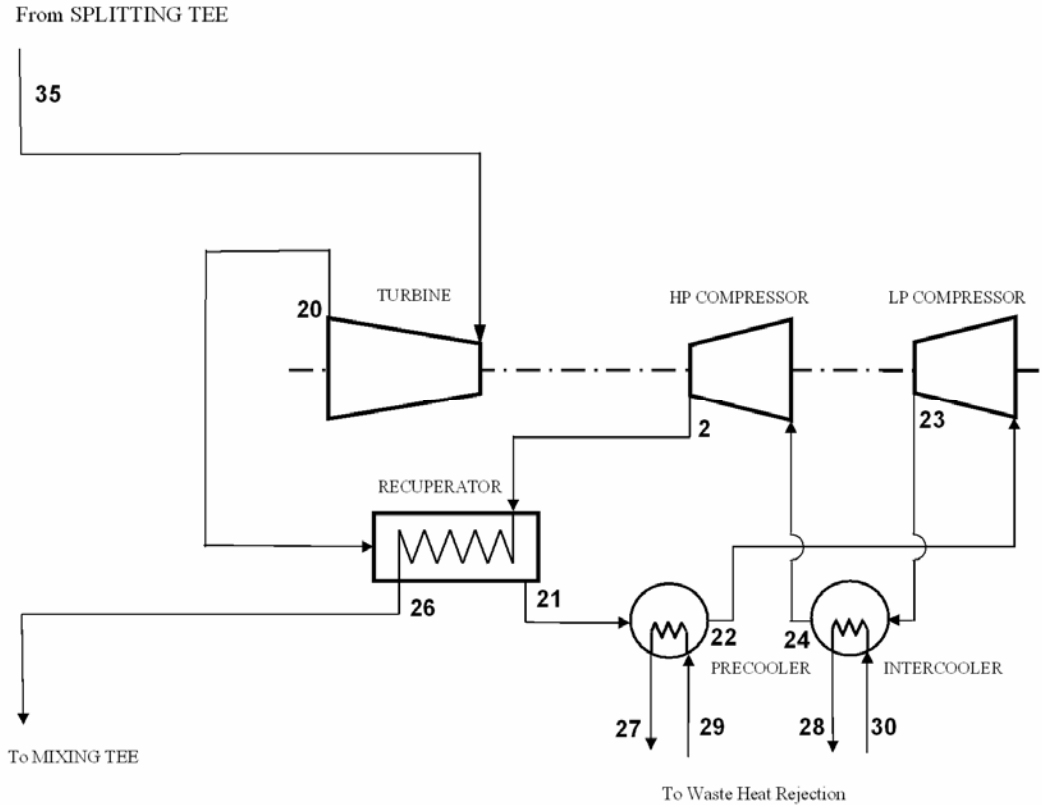 From SPLITTING TEE
35
20
TURBINE
HP COMPRESSOR
LP COMPRESSOR
2
23
RECUPERATOR
26
21
22
24
PRECOOLER
INTERCOOLER
27
29
28
30
To MIXING TEE
To Waste Heat Rejection